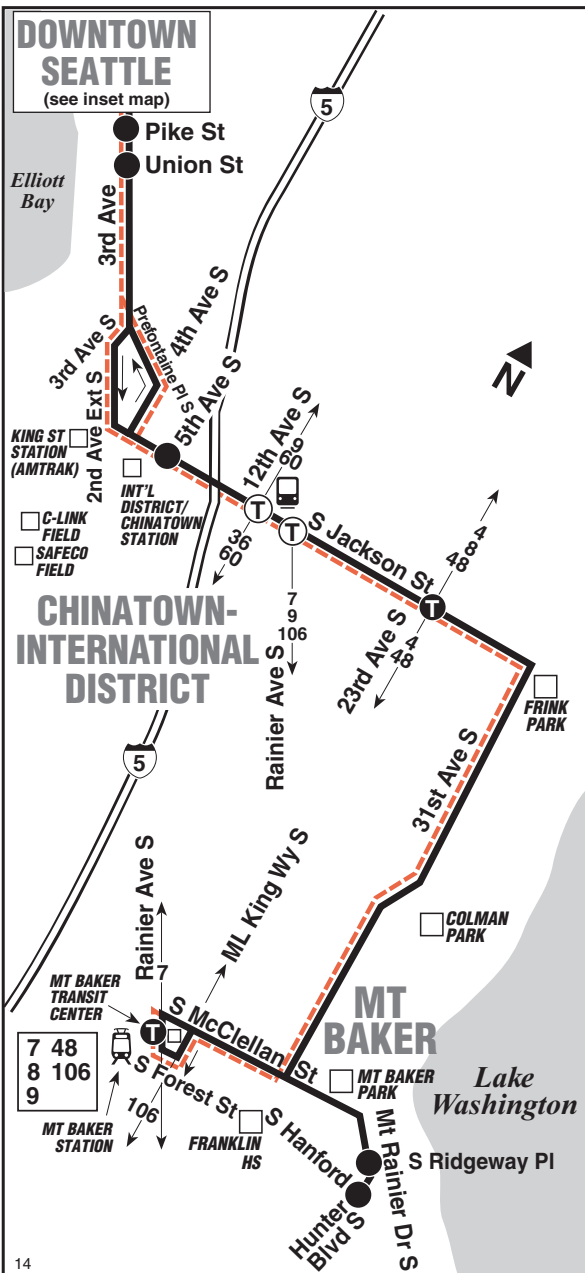 DOWNTOWN
SEATTLE
(see inset map)
5
Pike St
Union St
Elliott
Bay
3rd Ave
3rd Ave S
Prefontaine Pl S
4th Ave S
2nd Ave Ext S
5th Ave S
N
KING ST
STATION
(AMTRAK)
INT'L
DISTRICT/
CHINATOWN
STATION
12th Ave S
9
60
T
T
36
60
C-LINK
FIELD
SAFECO
FIELD
S Jackson St
4
8
48
T
4
48
23rd Ave S
7
9
106
Rainier Ave S
CHINATOWN-
INTERNATIONAL
DISTRICT
FRINK
PARK
31st Ave S
5
Rainier Ave S
7
ML King Wy S
COLMAN
PARK
MT BAKER
TRANSIT
CENTER
T
S McClellan St
MT
BAKER
7 48
8 106
9
MT BAKER
STATION
106
S Forest St
FRANKLIN
HS
MT BAKER
PARK
Lake
Washington
S Hanford
Mt Rainier Dr S
S Ridgeway Pl
Hunter
Blvd S
14